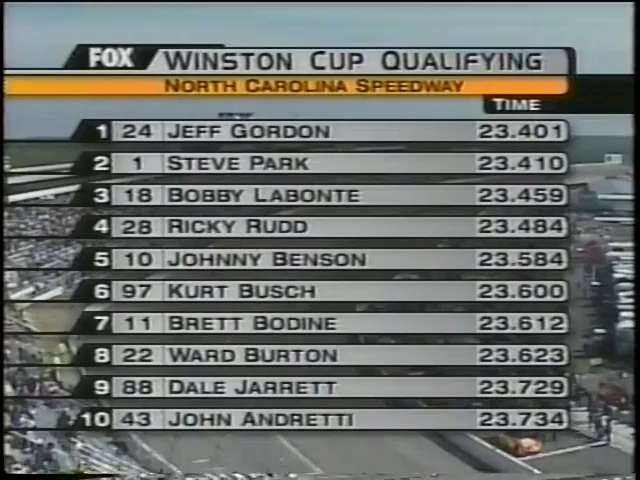 FOX WINSTON CUP QUALIFYING
NORTH CAROLINA SPEEDWAY
TIME
1 24 JEFF GORDON 23.401
2 1 STEVE PARK 23.410
3 18 BOBBY LABONTE 23.459
4 28 RICKY RUDD 23.484
5 10 JOHNNY BENSON 23.584
6 97 KURT BUSCH 23.600
7 11 BRETT BODINE 23.612
8 22 WARD BURTON 23.623
9 88 DALE JARRETT 23.729
10 43 JOHN ANDRETTI 23.734